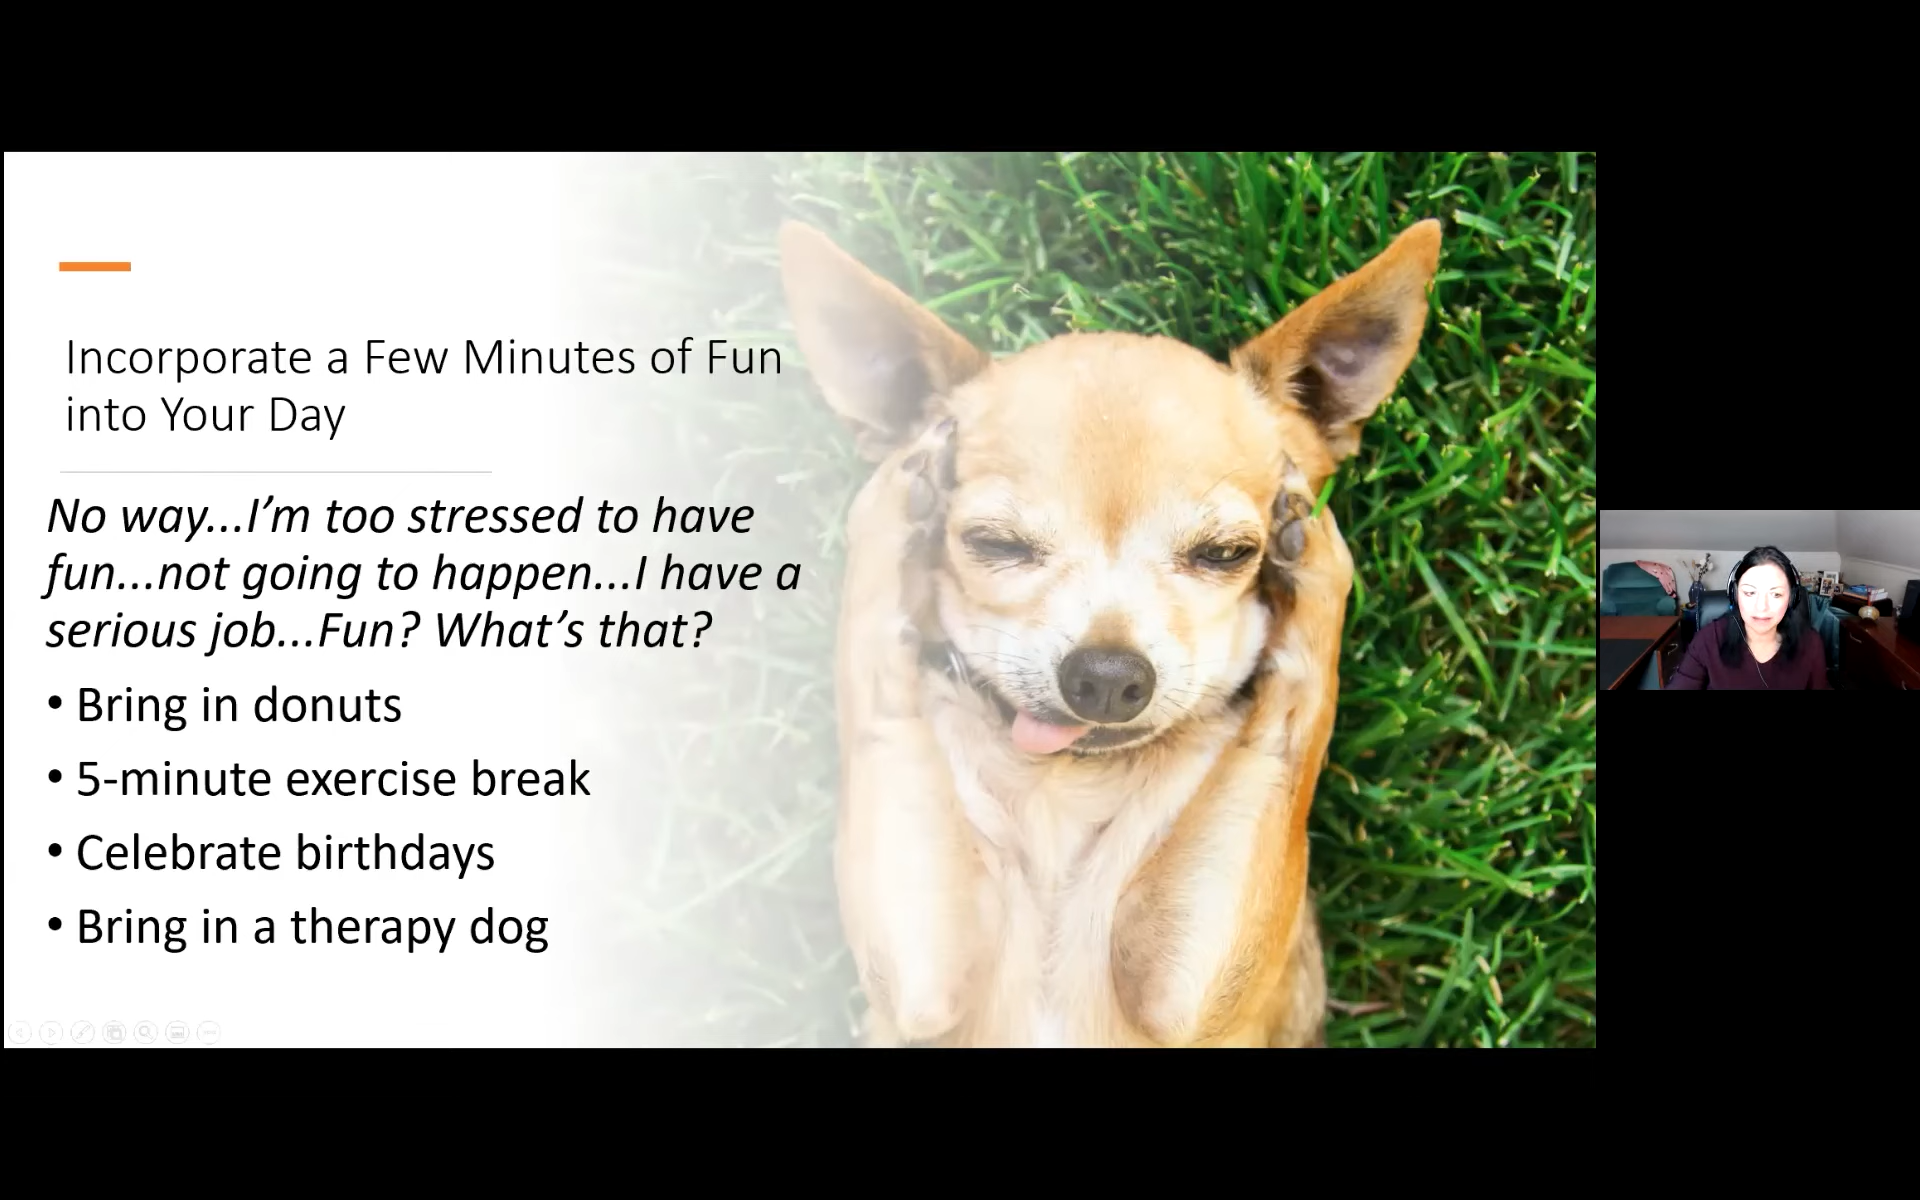 Incorporate a Few Minutes of Fun
into Your Day
No way...I’m too stressed to have
fun...not going to happen...I have a
serious job...Fun? What’s that?
• Bring in donuts
• 5-minute exercise break
• Celebrate birthdays
• Bring in a therapy dog